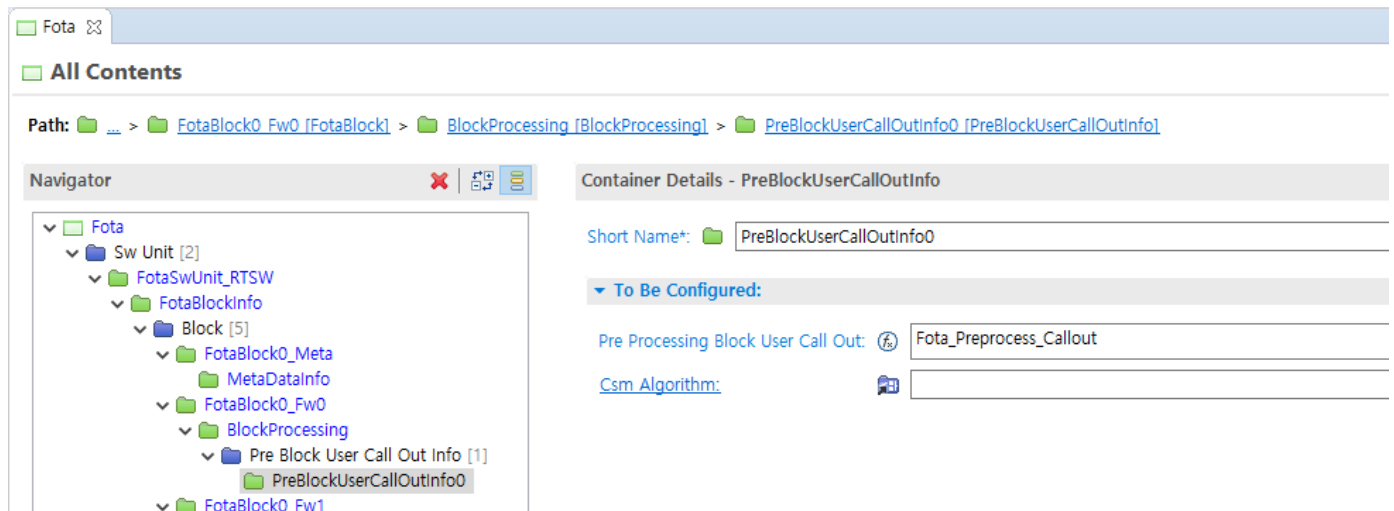 Fota
All Contents
Path: ... > FotaBlock0_Fw0 [FotaBlock] > BlockProcessing [BlockProcessing] > PreBlockUserCallOutInfo0 [PreBlockUserCallOutInfo]
Navigator
Fota
Sw Unit [2]
FotaSwUnit_RTSW
FotaBlockInfo
Block [5]
FotaBlock0_Meta
MetaDataInfo
FotaBlock0_Fw0
BlockProcessing
Pre Block User Call Out Info [1]
PreBlockUserCallOutInfo0
FotaBlock0_Fw1
Container Details - PreBlockUserCallOutInfo
Short Name*: PreBlockUserCallOutInfo0
To Be Configured:
Pre Processing Block User Call Out: Fota_Preprocess_Callout
Csm Algorithm: